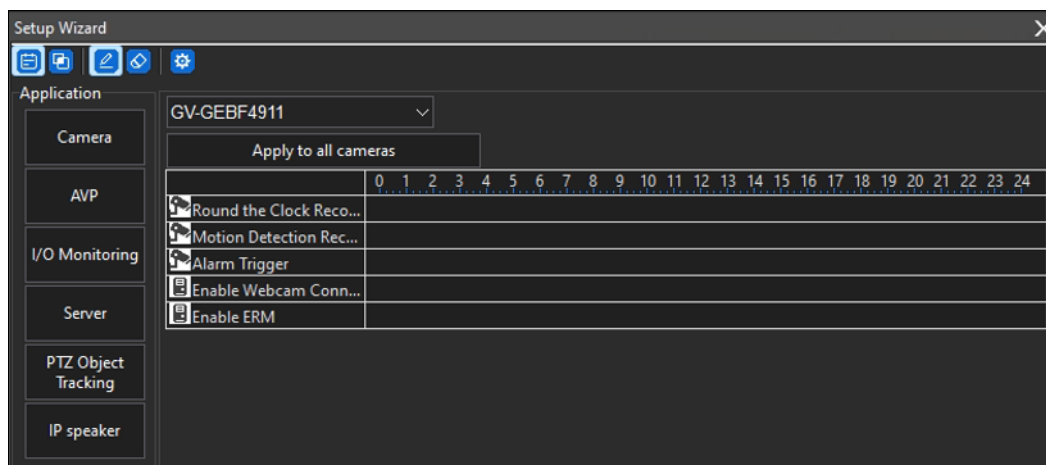 Setup Wizard
Application
Camera
AVP
I/O Monitoring
Server
PTZ Object
Tracking
IP speaker
GV-GEBF4911
Apply to all cameras
0 1 2 3 4 5 6 7 8 9 10 11 12 13 14 15 16 17 18 19 20 21 22 23 24
Round the Clock Reco...
Motion Detection Rec...
Alarm Trigger
Enable Webcam Conn...
Enable ERM